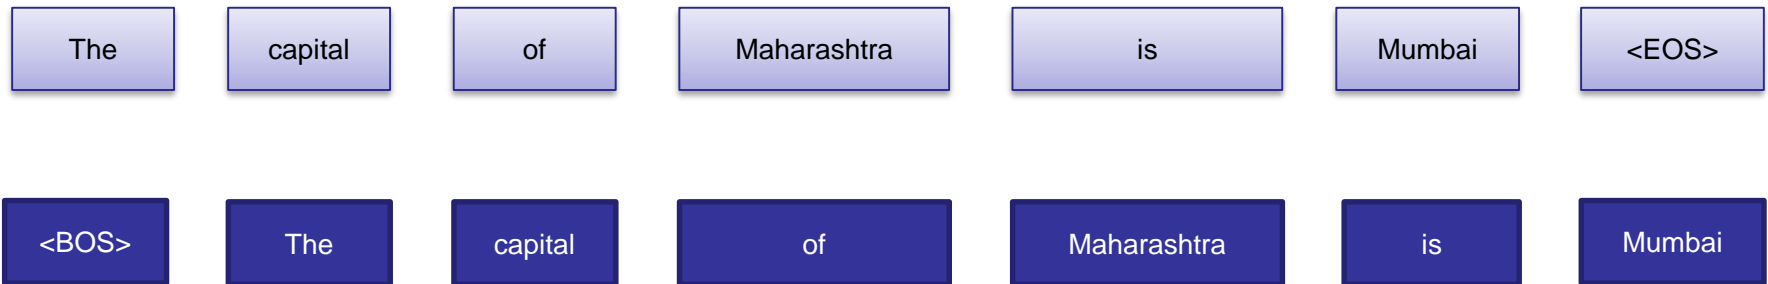 The capital of Maharashtra is Mumbai <EOS>
<BOS> The capital of Maharashtra is Mumbai